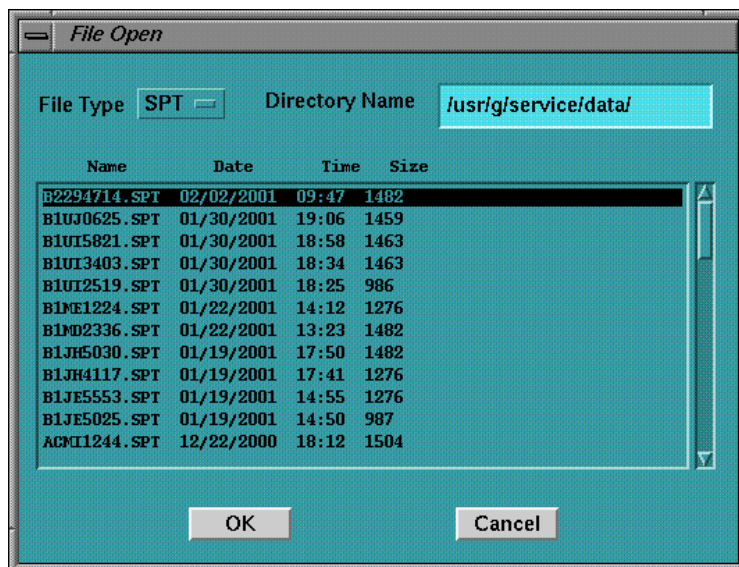 File Open
File Type SPT Directory Name /usr/g/service/data/
Name Date Time Size
B2294714.SPT 02/02/2001 09:47 1482
B1UJ0625.SPT 01/30/2001 19:06 1459
B1UI5821.SPT 01/30/2001 18:58 1463
B1UI3403.SPT 01/30/2001 18:34 1463
B1UI2519.SPT 01/30/2001 18:25 986
B1ME1224.SPT 01/22/2001 14:12 1276
B1MD2336.SPT 01/22/2001 13:23 1482
B1JH5030.SPT 01/19/2001 17:50 1482
B1JH4117.SPT 01/19/2001 17:41 1276
B1JE5553.SPT 01/19/2001 14:55 1276
B1JE5025.SPT 01/19/2001 14:50 987
ACMI1244.SPT 12/22/2000 18:12 1504
OK Cancel